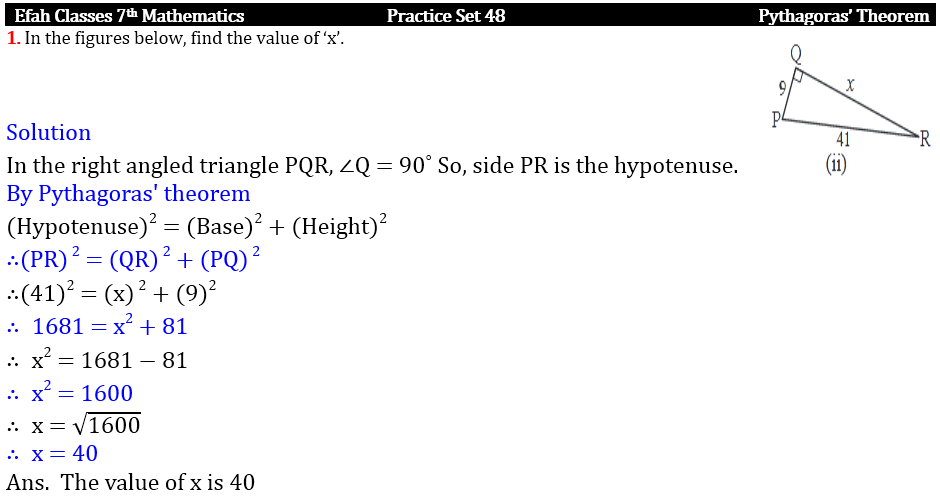 Efah Classes 7th Mathematics Practice Set 48 Pythagoras' Theorem
1. In the figures below, find the value of ‘x’.
Q
9
x
P
41
R
(ii)
Solution
In the right angled triangle PQR, ∠Q = 90° So, side PR is the hypotenuse.
By Pythagoras' theorem
(Hypotenuse)² = (Base)² + (Height)²
∴(PR)² = (QR)² + (PQ)²
∴(41)² = (x)² + (9)²
∴ 1681 = x² + 81
∴ x² = 1681 − 81
∴ x² = 1600
∴ x = √1600
∴ x = 40
Ans. The value of x is 40